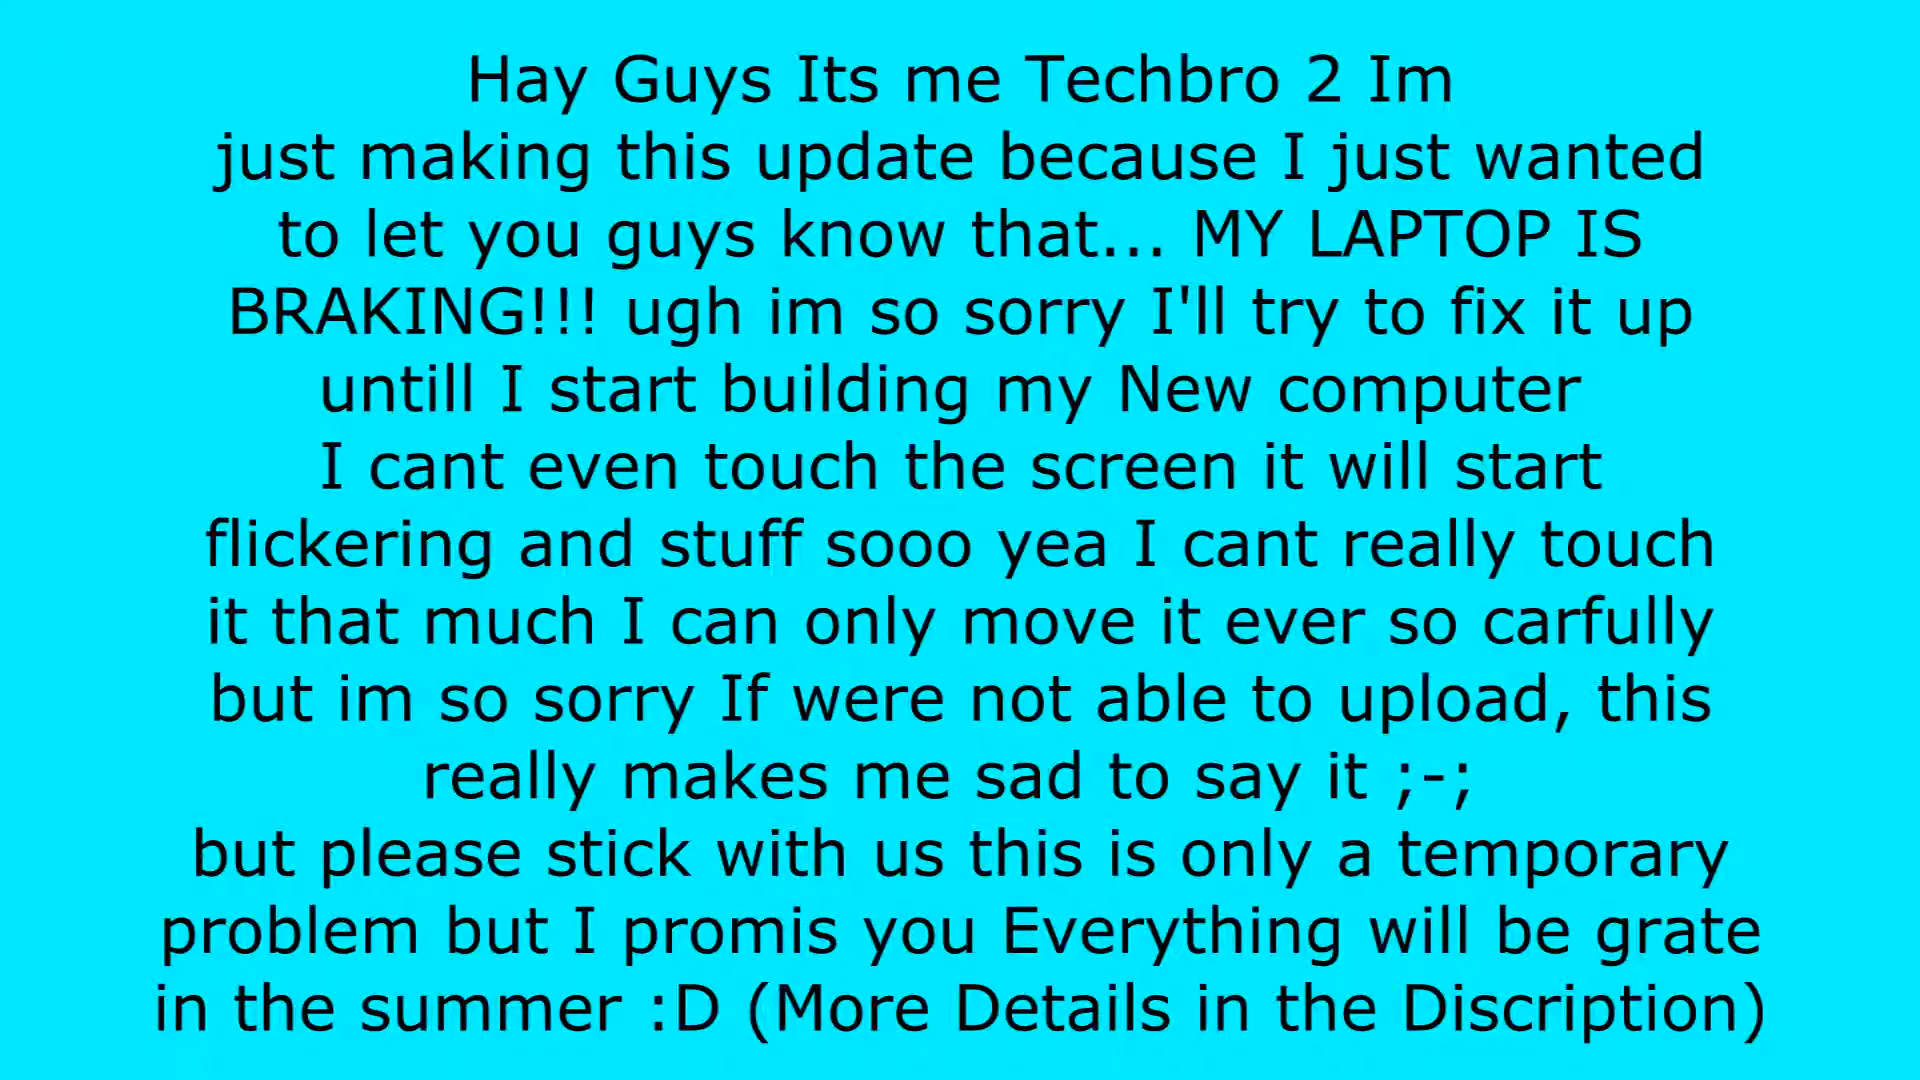 Hay Guys Its me Techbro 2 Im
just making this update because I just wanted
to let you guys know that... MY LAPTOP IS
BRAKING!!! ugh im so sorry I'll try to fix it up
untill I start building my New computer
I cant even touch the screen it will start
flickering and stuff sooo yea I cant really touch
it that much I can only move it ever so carfully
but im so sorry If were not able to upload, this
really makes me sad to say it ;-;
but please stick with us this is only a temporary
problem but I promis you Everything will be grate
in the summer :D (More Details in the Discription)